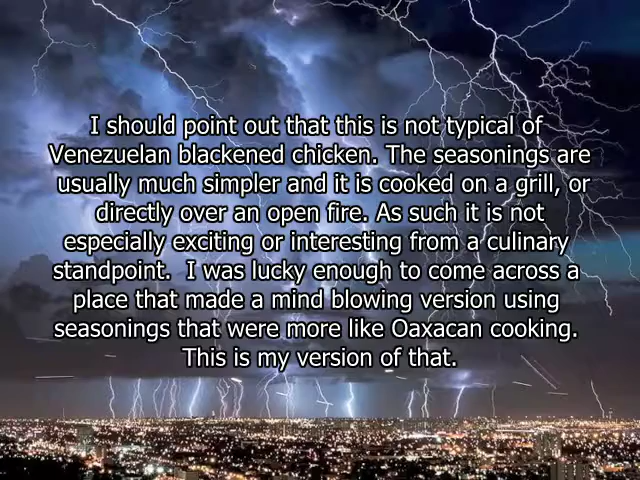 I should point out that this is not typical of
Venezuelan blackened chicken. The seasonings are
usually much simpler and it is cooked on a grill, or
directly over an open fire. As such it is not
especially exciting or interesting from a culinary
standpoint.  I was lucky enough to come across a
place that made a mind blowing version using
seasonings that were more like Oaxacan cooking.
This is my version of that.